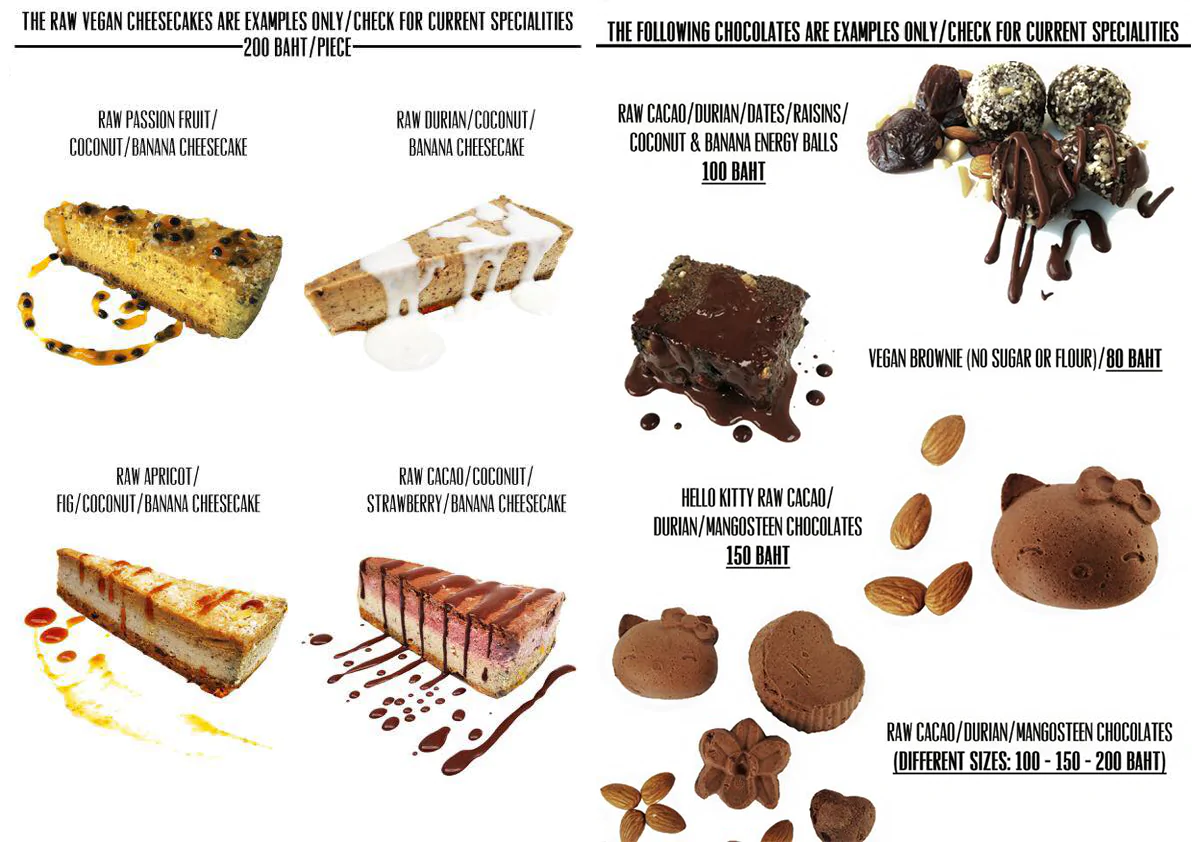 THE RAW VEGAN CHEESECAKES ARE EXAMPLES ONLY/CHECK FOR CURRENT SPECIALITIES
200 BAHT/PIECE
RAW PASSION FRUIT/
COCONUT/BANANA CHEESECAKE
RAW DURIAN/COCONUT/
BANANA CHEESECAKE
RAW APRICOT/
FIG/COCONUT/BANANA CHEESECAKE
RAW CACAO/COCONUT/
STRAWBERRY/BANANA CHEESECAKE
THE FOLLOWING CHOCOLATES ARE EXAMPLES ONLY/CHECK FOR CURRENT SPECIALITIES
RAW CACAO/DURIAN/DATES/RAISINS/
COCONUT & BANANA ENERGY BALLS
100 BAHT
VEGAN BROWNIE (NO SUGAR OR FLOUR)/80 BAHT
HELLO KITTY RAW CACAO/
DURIAN/MANGOSTEEN CHOCOLATES
150 BAHT
RAW CACAO/DURIAN/MANGOSTEEN CHOCOLATES
(DIFFERENT SIZES: 100 - 150 - 200 BAHT)